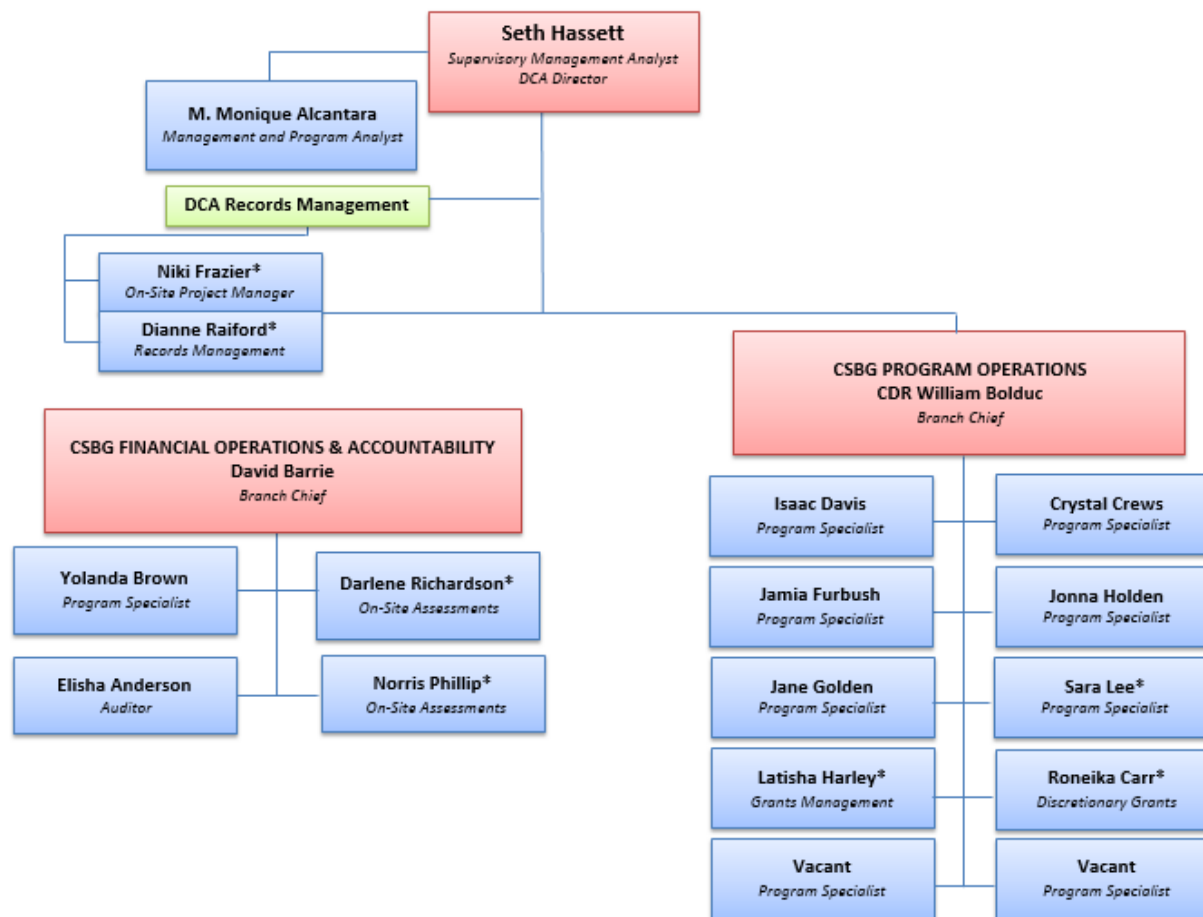 Seth Hassett
Supervisory Management Analyst
DCA Director
M. Monique Alcantara
Management and Program Analyst
DCA Records Management
Niki Frazier*
On-Site Project Manager
Dianne Raiford*
Records Management
CSBG PROGRAM OPERATIONS
CDR William Bolduc
Branch Chief
CSBG FINANCIAL OPERATIONS & ACCOUNTABILITY
David Barrie
Branch Chief
Yolanda Brown
Program Specialist
Darlene Richardson*
On-Site Assessments
Elisha Anderson
Auditor
Norris Phillip*
On-Site Assessments
Isaac Davis
Program Specialist
Crystal Crews
Program Specialist
Jamia Furbush
Program Specialist
Jonna Holden
Program Specialist
Jane Golden
Program Specialist
Sara Lee*
Program Specialist
Latisha Harley*
Grants Management
Roneika Carr*
Discretionary Grants
Vacant
Program Specialist
Vacant
Program Specialist